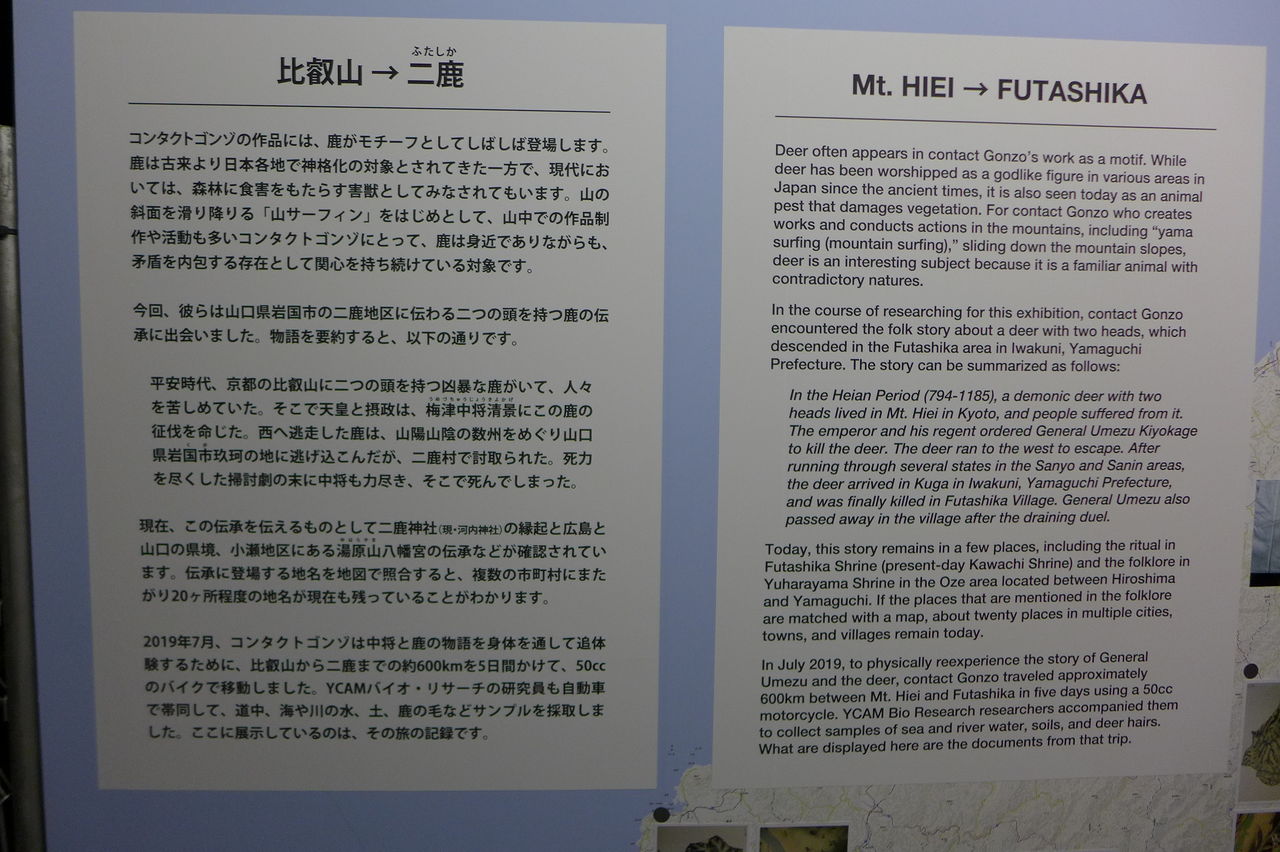 ふたしか
比叡山 → 二鹿
コンタクトゴンゾの作品には、鹿がモチーフとしてしばしば登場します。
鹿は古来より日本各地で神格化の対象とされてきた一方で、現代にお
いては、森林に食害をもたらす害獣としてみなされてもいます。山の
斜面を滑り降りる「山サーフィン」をはじめとして、山中での作品制
作や活動も多いコンタクトゴンゾにとって、鹿は身近でありながらも、
矛盾を内包する存在として関心を持ち続けている対象です。
今回、彼らは山口県岩国市の二鹿地区に伝わる二つの頭を持つ鹿の伝
承に出会いました。物語を要約すると、以下の通りです。
平安時代、京都の比叡山に二つの頭を持つ凶暴な鹿がいて、人々
うめづちゅうじょうきよかげ
を苦しめていた。そこで天皇と摂政は、梅津中将清景にこの鹿の
征伐を命じた。西へ逃走した鹿は、山陽山陰の数州をめぐり山口
くが
県岩国市玖珂の地に逃げ込こんだが、二鹿村で討取られた。死力
を尽くした掃討劇の末に中将も力尽き、そこで死んでしまった。
現在、この伝承を伝えるものとして二鹿神社(現・河内神社)の縁起と広島と
ゆはらやま
山口の県境、小瀬地区にある湯原山八幡宮の伝承などが確認されてい
ます。伝承に登場する地名を地図で照合すると、複数の市町村にまた
がり20ヶ所程度の地名が現在も残っていることがわかります。
2019年7月、コンタクトゴンゾは中将と鹿の物語を身体を通して追体
験するために、比叡山から二鹿までの約600kmを5日間かけて、50cc
のバイクで移動しました。YCAMバイオ・リサーチの研究員も自動車
で帯同して、道中、海や川の水、土、鹿の毛などサンプルを採取しま
した。ここに展示しているのは、その旅の記録です。
Mt. HIEI → FUTASHIKA
Deer often appears in contact Gonzo's work as a motif. While
deer has been worshipped as a godlike figure in various areas in
Japan since the ancient times, it is also seen today as an animal
pest that damages vegetation. For contact Gonzo who creates
works and conducts actions in the mountains, including “yama
surfing (mountain surfing),” sliding down the mountain slopes,
deer is an interesting subject because it is a familiar animal with
contradictory natures.
In the course of researching for this exhibition, contact Gonzo
encountered the folk story about a deer with two heads, which
descended in the Futashika area in Iwakuni, Yamaguchi
Prefecture. The story can be summarized as follows:
In the Heian Period (794-1185), a demonic deer with two
heads lived in Mt. Hiei in Kyoto, and people suffered from it.
The emperor and his regent ordered General Umezu Kiyokage
to kill the deer. The deer ran to the west to escape. After
running through several states in the Sanyo and Sanin areas,
the deer arrived in Kuga in Iwakuni, Yamaguchi Prefecture,
and was finally killed in Futashika Village. General Umezu also
passed away in the village after the draining duel.
Today, this story remains in a few places, including the ritual in
Futashika Shrine (present-day Kawachi Shrine) and the folklore in
Yuharayama Shrine in the Oze area located between Hiroshima
and Yamaguchi. If the places that are mentioned in the folklore
are matched with a map, about twenty places in multiple cities,
towns, and villages remain today.
In July 2019, to physically reexperience the story of General
Umezu and the deer, contact Gonzo traveled approximately
600km between Mt. Hiei and Futashika in five days using a 50cc
motorcycle. YCAM Bio Research researchers accompanied them
to collect samples of sea and river water, soils, and deer hairs.
What are displayed here are the documents from that trip.